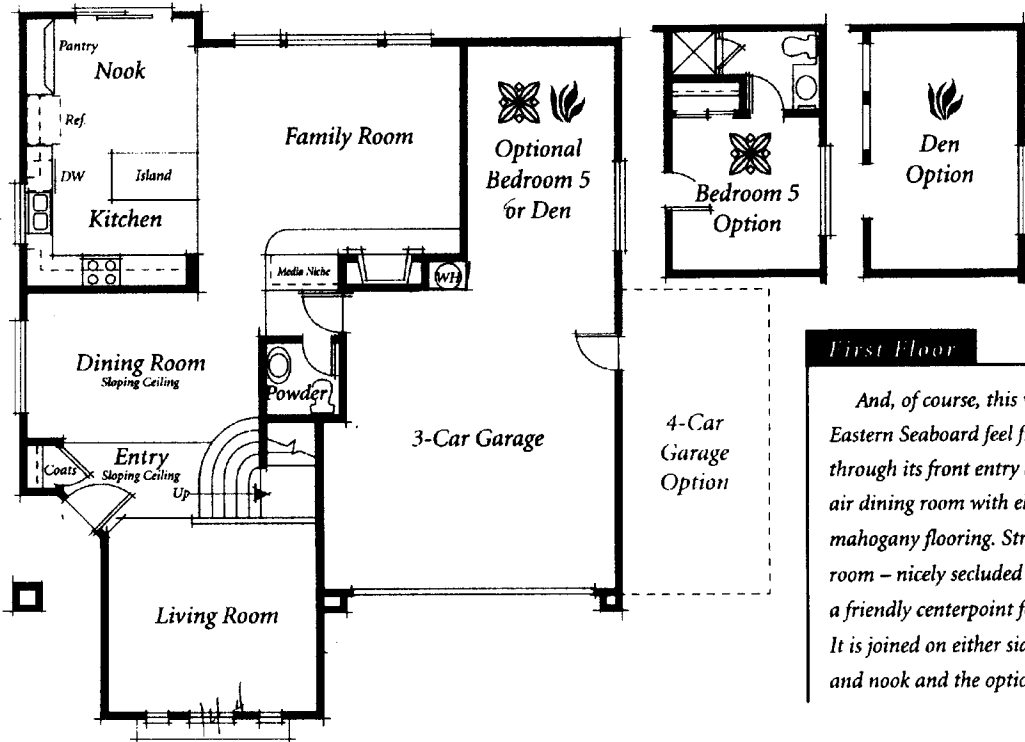 Pantry
Nook
Ref.
DW
Island
Kitchen
Family Room
Media Niche
WH
Optional
Bedroom 5
or Den
Bedroom 5
Option
Den
Option
Dining Room
Sloping Ceiling
Powder
Coats
Entry
Sloping Ceiling
Up
3-Car Garage
4-Car
Garage
Option
Living Room
First Floor
And, of course, this
Eastern Seaboard feel
through its front entry
air dining room with
mahogany flooring.
room – nicely secluded
a friendly centerpoint
It is joined on either
and nook and the